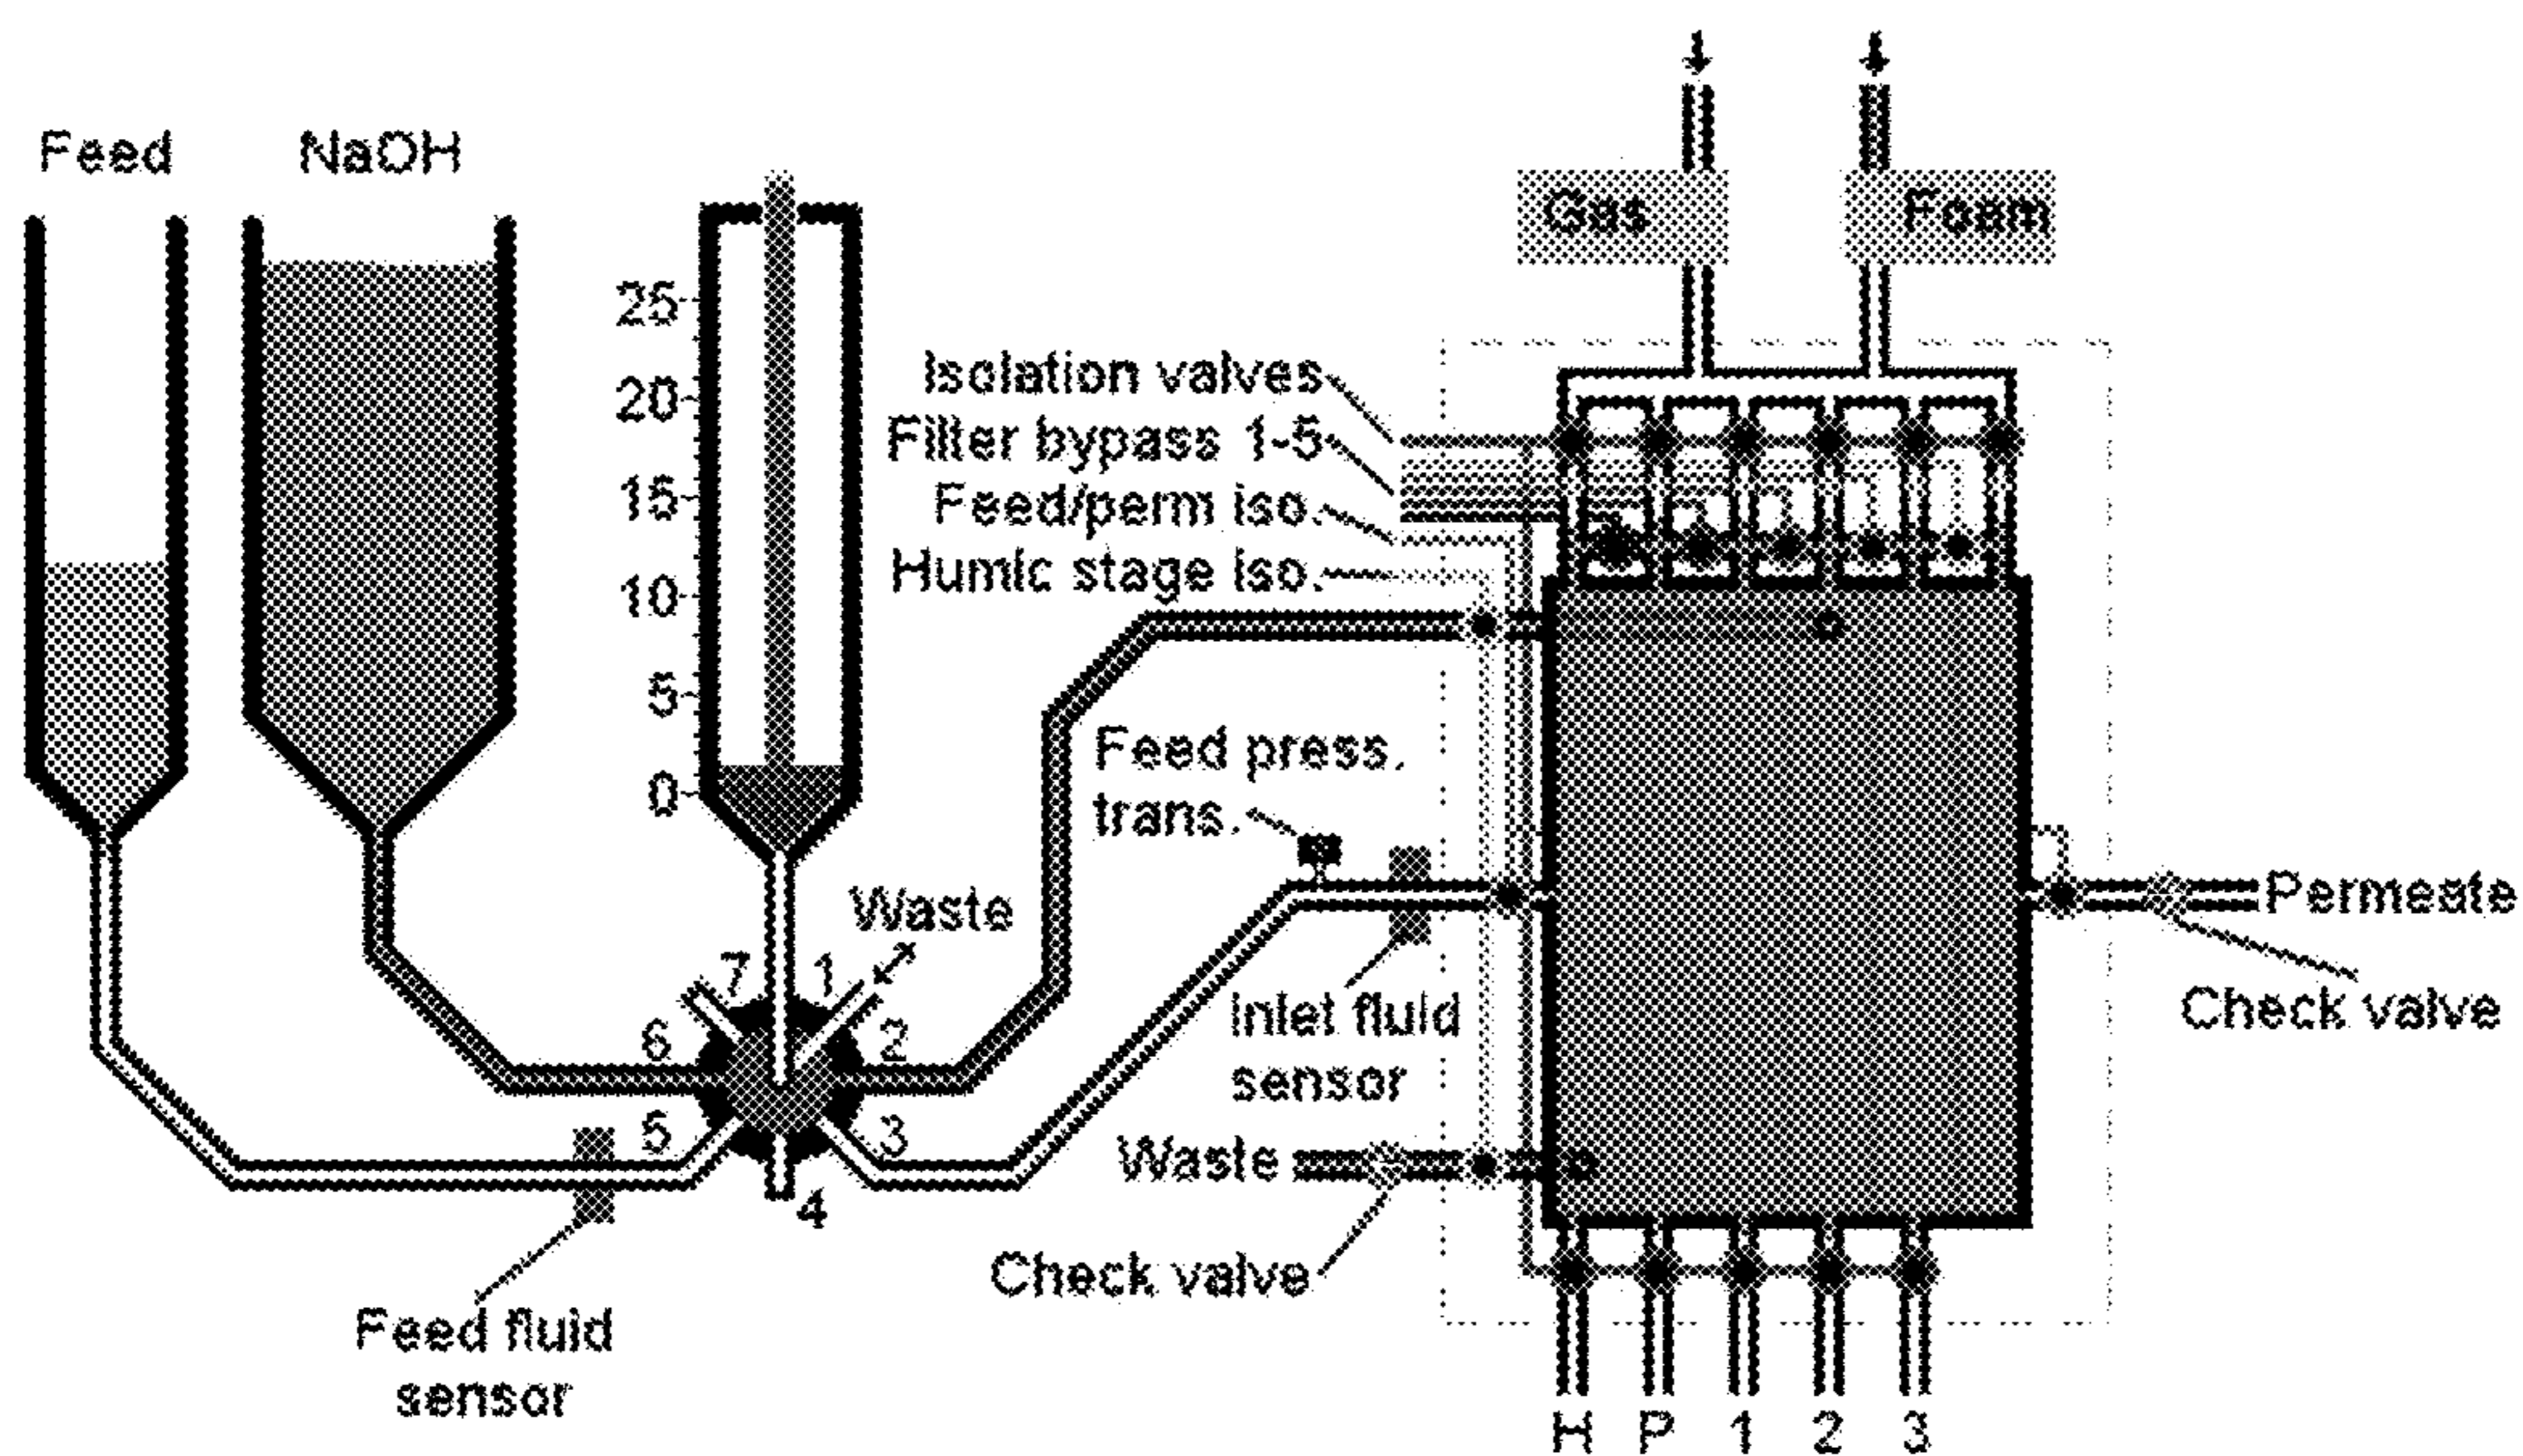 Feed
NaOH
Gas
Foam
25
20
15
10
5
0
Isolation valves
Filter bypass 1-5
Feed/perm iso.
Humic stage iso.
Feed press.
trans.
Waste
7
1
6
2
5
3
4
Inlet fluid
sensor
Permeate
Check valve
Waste
Check valve
Feed fluid
sensor
H P 1 2 3